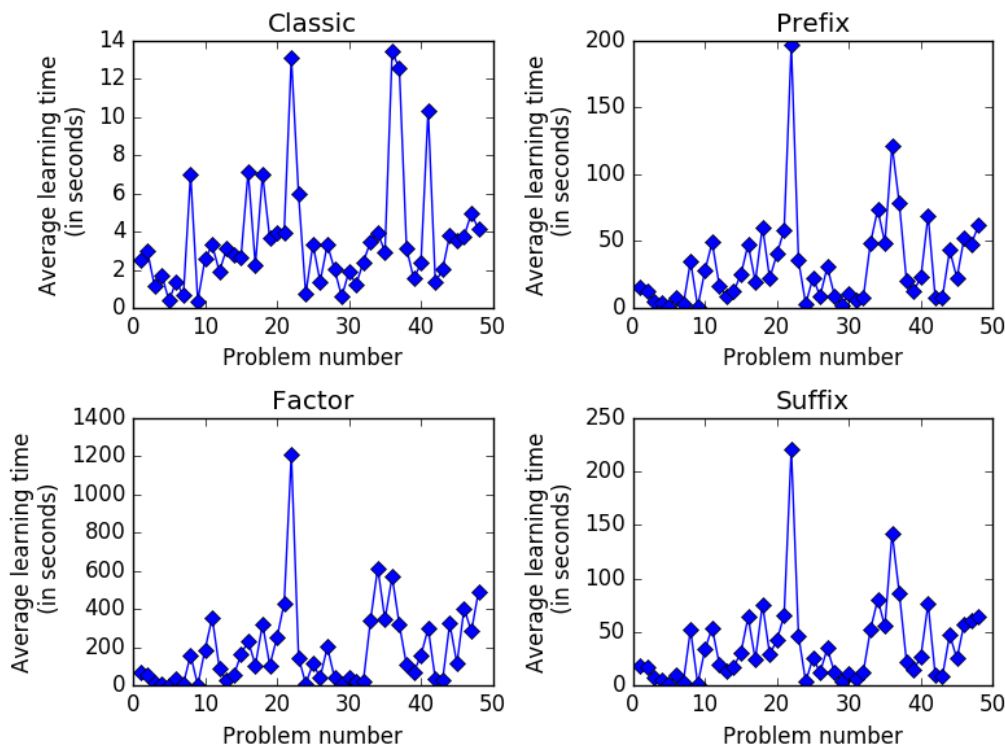 Classic
14
12
10
8
6
4
2
0
Average learning time
(in seconds)
0 10 20 30 40 50
Problem number
Prefix
200
150
100
50
0
Average learning time
(in seconds)
0 10 20 30 40 50
Problem number
Factor
1400
1200
1000
800
600
400
200
0
Average learning time
(in seconds)
0 10 20 30 40 50
Problem number
Suffix
250
200
150
100
50
0
Average learning time
(in seconds)
0 10 20 30 40 50
Problem number